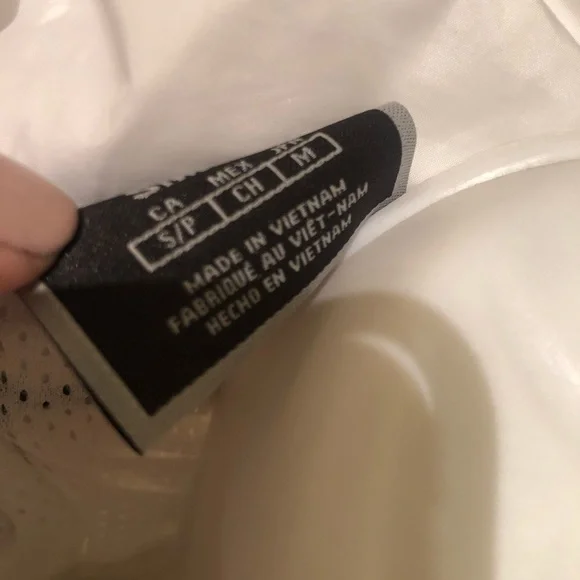 CA MEX JPN
S/P CH M
MADE IN VIETNAM
FABRIQUÉ AU VIÊT-NAM
HECHO EN VIETNAM